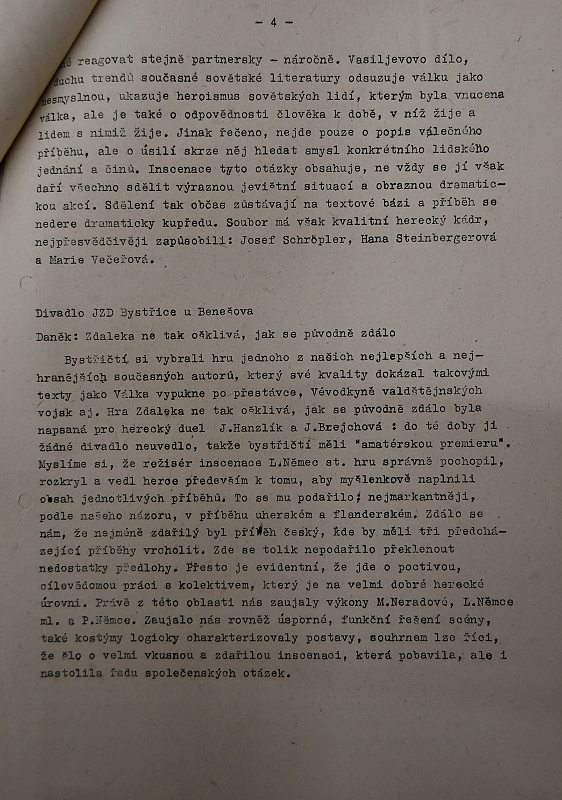 - 4 -
reagovat stejně partnersky - náročně. Vasiljevovo dílo,
duchu trendů současné sovětské literatury odsuzuje válku jako
nesmyslnou, ukazuje heroismus sovětských lidí, kterým byla vnucena
válka, ale je také o odpovědnosti člověka k době, v níž žije a
lidem s nimiž žije. Jinak řečeno, nejde pouze o popis válečného
příběhu, ale o úsilí skrze něj hledat smysl konkrétního lidského
jednání a činů. Inscenace tyto otázky obsahuje, ne vždy se jí však
daří všechno sdělit výraznou jevištní situací a obraznou dramatic-
kou akcí. Sdělení tak občas zůstávají na textové bázi a příběh se
nedere dramaticky kupředu. Soubor má však kvalitní herecký kádr,
nejpřesvědčivěji zapůsobili: Josef Schröpler, Hana Steinbergerová
a Marie Večeřová.
Divadlo JZD Bystřice u Benešova
Daněk: Zdaleka ne tak ošklivá, jak se původně zdálo
Bystřičtí si vybrali hru jednoho z našich nejlepších a nej-
hranějších současných autorů, který své kvality dokázal takovými
texty jako Válka vypukne po přestávce, Vévodkyně valdštějnských
vojsk aj. Hra Zdaleka ne tak ošklivá, jak se původně zdálo byla
napsaná pro herecký duel J.Hanzlík a J.Brejchová : do té doby ji
žádné divadlo neuvedlo, takže bystřičtí měli "amatérskou premieru".
Myslíme si, že režisér inscenace L.Němec st. hru správně pochopil,
rozkryl a vedl herce především k tomu, aby myšlenkově naplnili
obsah jednotlivých příběhů. To se mu podařilo; nejmarkantněji,
podle našeho názoru, v příběhu uherském a flanderském. Zdálo se
nám, že nejméně zdařilý byl příběh český, kde by měli tři předchá-
zející příběhy vrcholit. Zde se tolik nepodařilo překlenout
nedostatky předlohy. Přesto je evidentní, že jde o poctivou,
cílevědomou práci s kolektivem, který je na velmi dobré herecké
úrovni. Právě z této oblasti nás zaujaly výkony M.Neradové, L.Němce
ml. a P.Němce. Zaujalo nás rovněž úsporné, funkční řešení scény,
také kostýmy logicky charakterizovaly postavy, souhrnem lze říci,
že šlo o velmi vkusnou a zdařilou inscenaci, která pobavila, ale i
nastolila řadu společenských otázek.